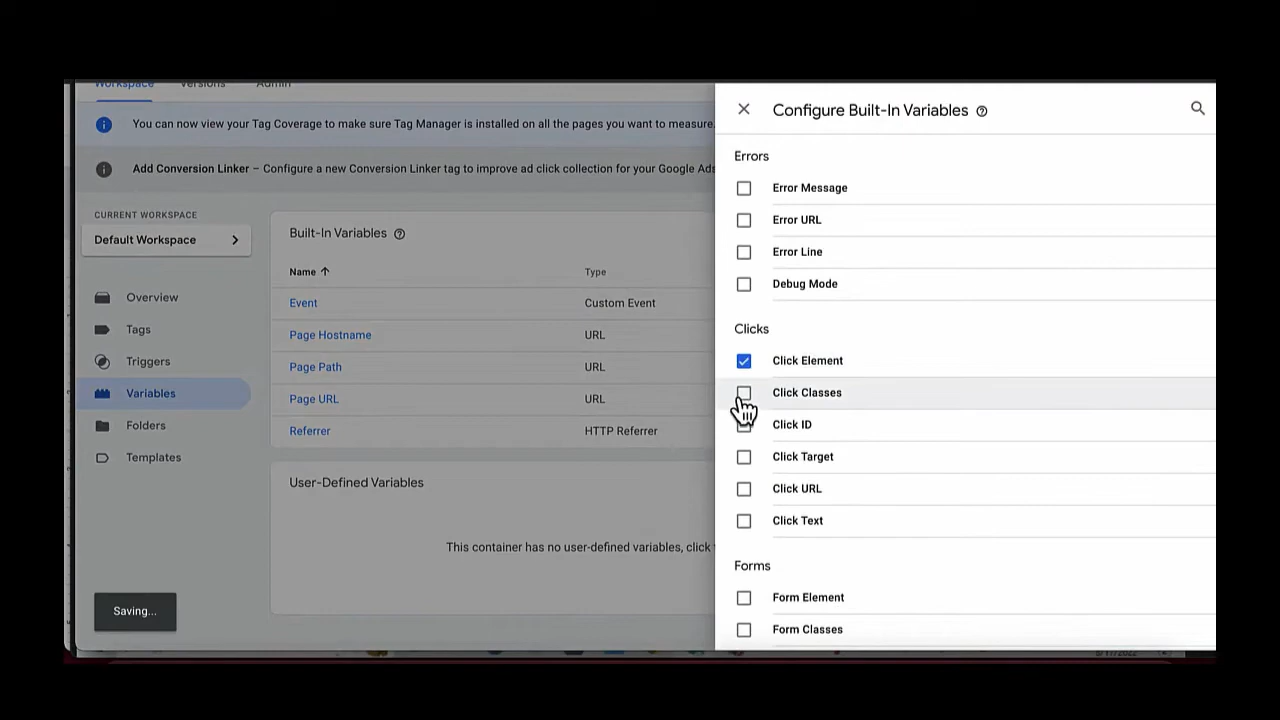 Workspace Versions Admin
You can now view your Tag Coverage to make sure Tag Manager is installed on all the pages you want to measure.
Add Conversion Linker – Configure a new Conversion Linker tag to improve ad click collection for your Google Ads
CURRENT WORKSPACE
Default Workspace
Overview
Tags
Triggers
Variables
Folders
Templates
Saving...
Built-In Variables
Name Type
Event Custom Event
Page Hostname URL
Page Path URL
Page URL URL
Referrer HTTP Referrer
User-Defined Variables
This container has no user-defined variables, click
Configure Built-In Variables
Errors
Error Message
Error URL
Error Line
Debug Mode
Clicks
Click Element
Click Classes
Click ID
Click Target
Click URL
Click Text
Forms
Form Element
Form Classes